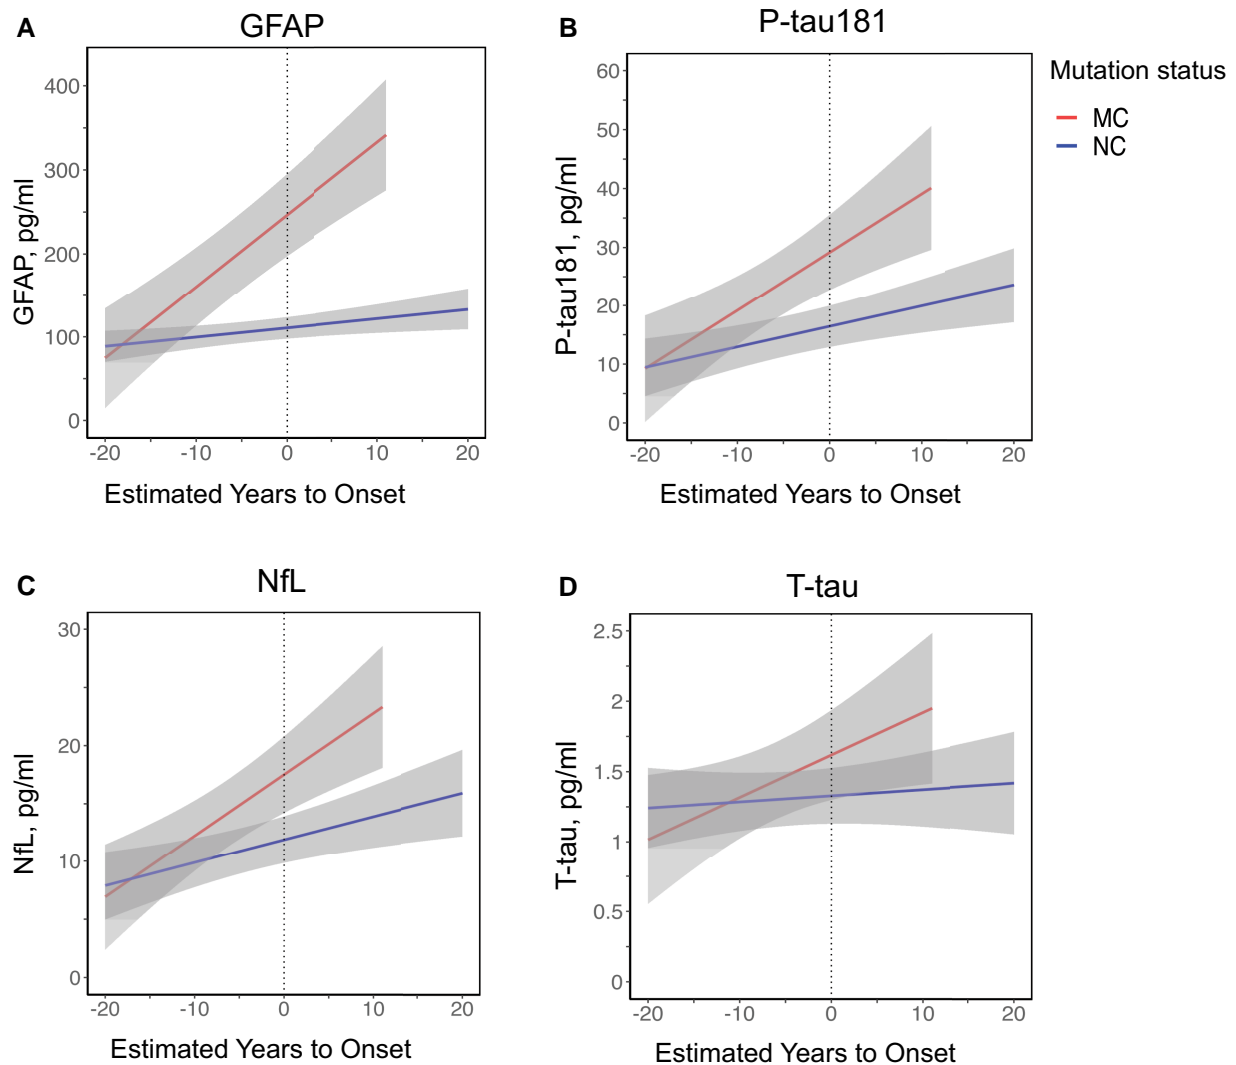 A
GFAP
400
300
200
100
0
GFAP, pg/ml
-20
-10
0
10
20
Estimated Years to Onset
B
P-tau181
60
50
40
30
20
10
0
P-tau181, pg/ml
-20
-10
0
10
20
Estimated Years to Onset
Mutation status
MC
NC
C
NfL
30
20
10
0
NfL, pg/ml
-20
-10
0
10
20
Estimated Years to Onset
D
T-tau
2.5
2
1.5
1
0.5
0
T-tau, pg/ml
-20
-10
0
10
20
Estimated Years to Onset